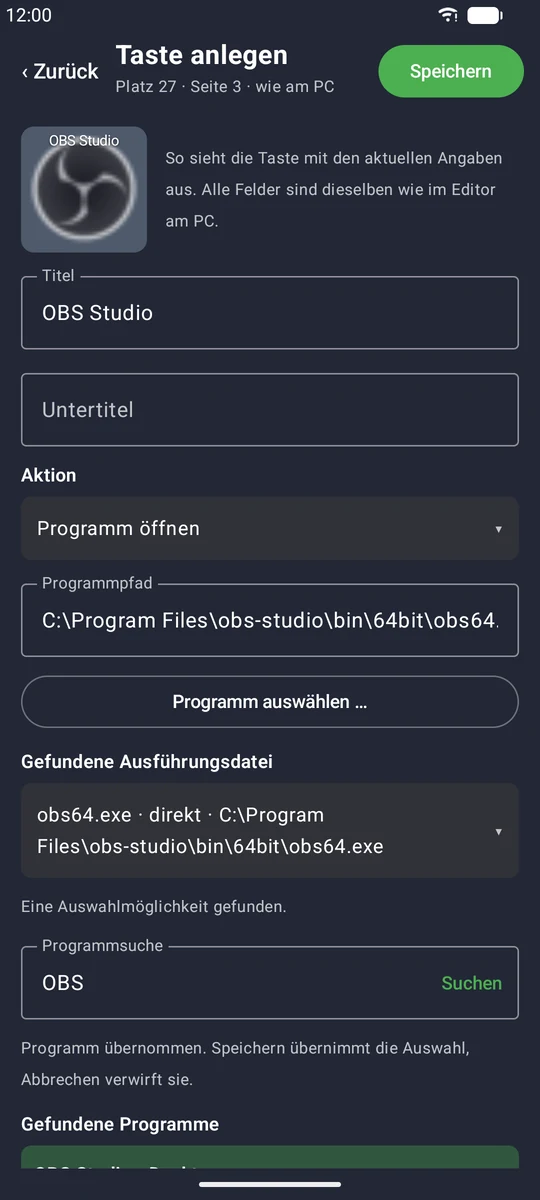 12:00
‹ Zurück
Taste anlegen
Platz 27 · Seite 3 · wie am PC
Speichern
OBS Studio
So sieht die Taste mit den aktuellen Angaben
aus. Alle Felder sind dieselben wie im Editor
am PC.
Titel
OBS Studio
Untertitel
Aktion
Programm öffnen
Programmpfad
C:\Program Files\obs-studio\bin\64bit\obs64.
Programm auswählen …
Gefundene Ausführungsdatei
obs64.exe · direkt · C:\Program
Files\obs-studio\bin\64bit\obs64.exe
Eine Auswahlmöglichkeit gefunden.
Programmsuche
OBS
Suchen
Programm übernommen. Speichern übernimmt die Auswahl,
Abbrechen verwirft sie.
Gefundene Programme